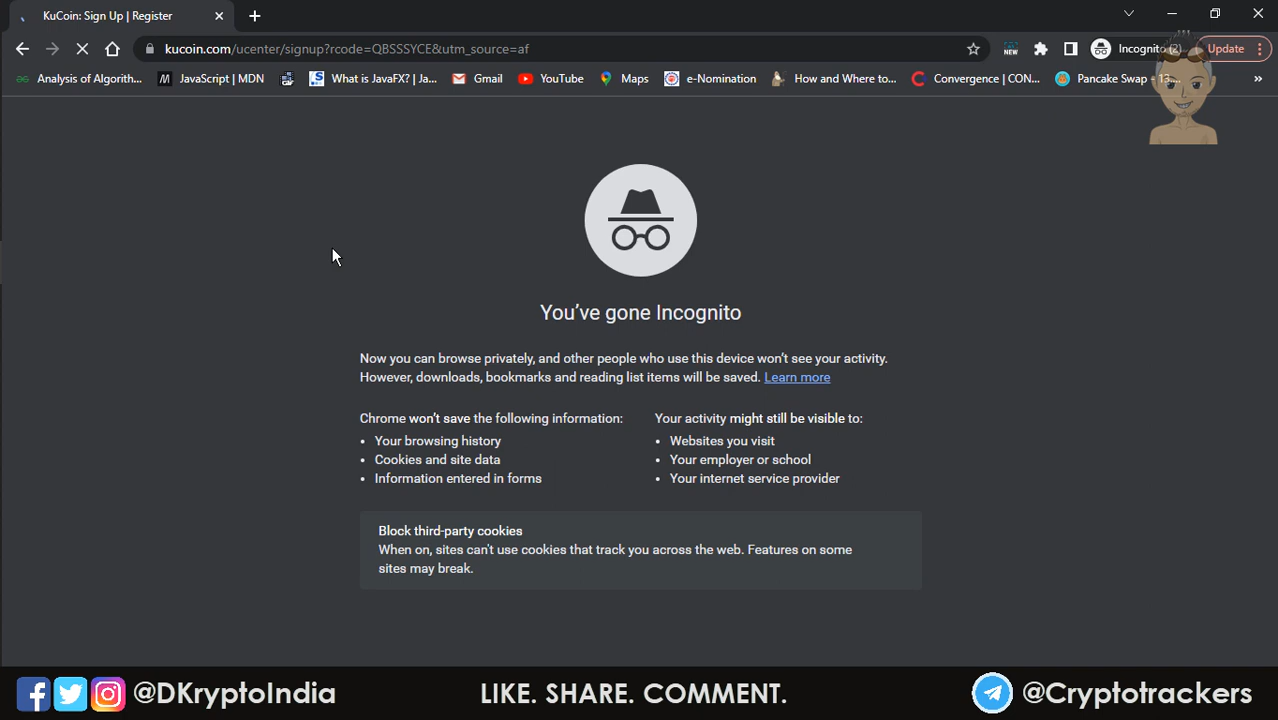 KuCoin: Sign Up | Register
kucoin.com/ucenter/signup?rcode=QBSSSYCE&utm_source=af
NEW
Incognito (2)
Update
Analysis of Algorith...
JavaScript | MDN
What is JavaFX? | Ja...
Gmail
YouTube
Maps
e-Nomination
How and Where to...
Convergence | CON...
Pancake Swap - 13....
You've gone Incognito
Now you can browse privately, and other people who use this device won't see your activity.
However, downloads, bookmarks and reading list items will be saved. Learn more
Chrome won't save the following information:
• Your browsing history
• Cookies and site data
• Information entered in forms
Your activity might still be visible to:
• Websites you visit
• Your employer or school
• Your internet service provider
Block third-party cookies
When on, sites can't use cookies that track you across the web. Features on some
sites may break.
@DKryptoIndia
LIKE. SHARE. COMMENT.
@Cryptotrackers